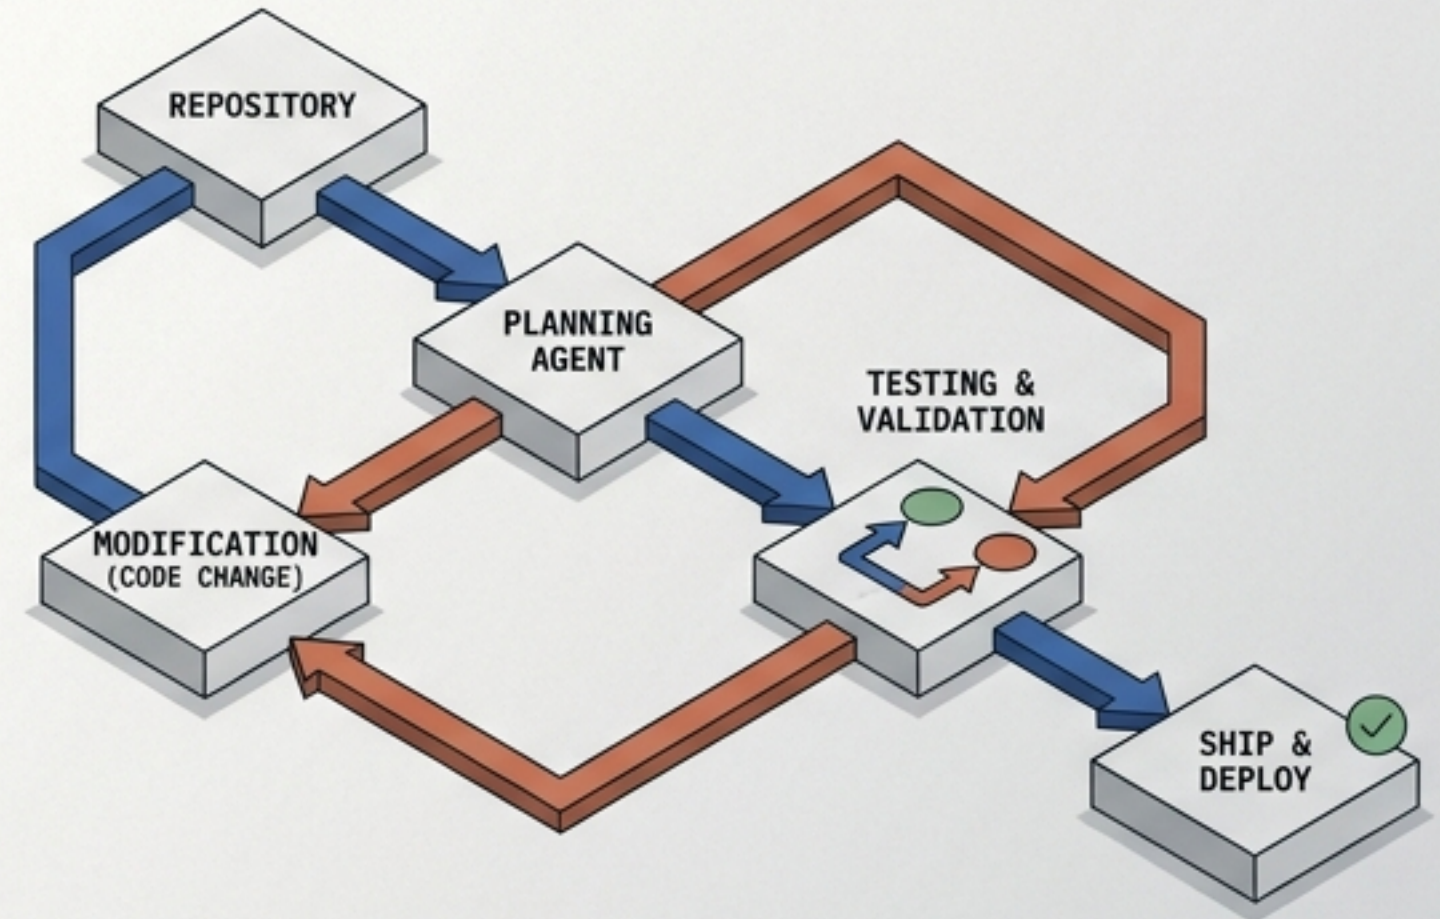 REPOSITORY
PLANNING
AGENT
TESTING &
VALIDATION
MODIFICATION
(CODE CHANGE)
SHIP &
DEPLOY